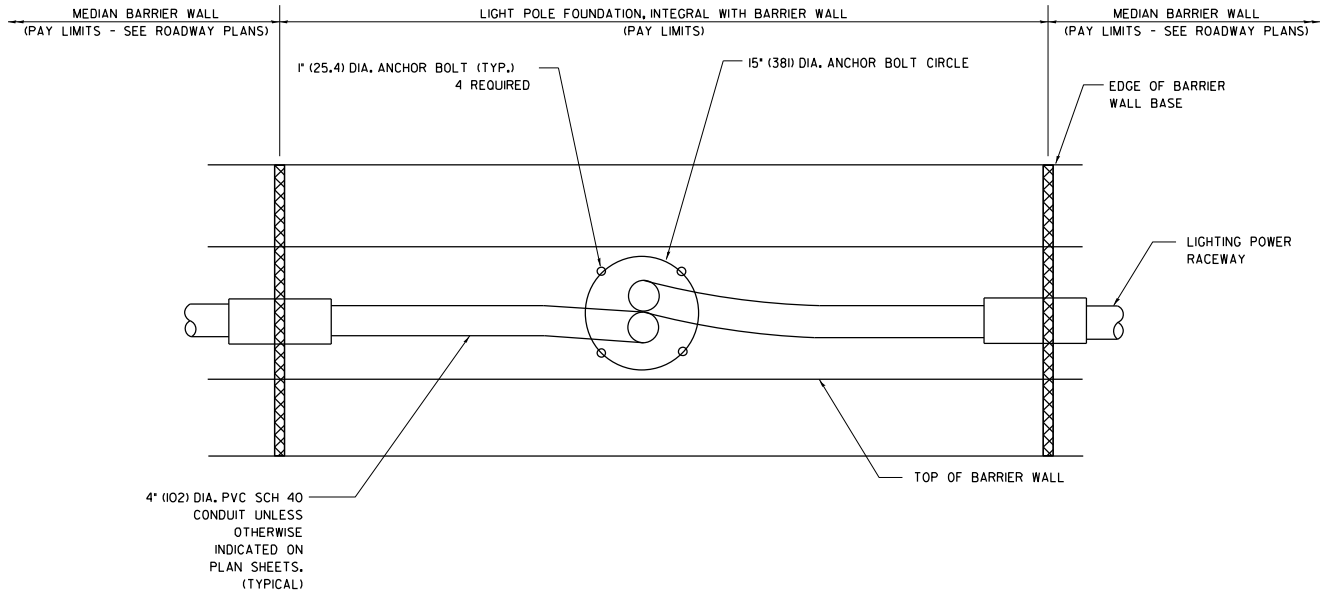 MEDIAN BARRIER WALL
(PAY LIMITS - SEE ROADWAY PLANS)
LIGHT POLE FOUNDATION, INTEGRAL WITH BARRIER WALL
(PAY LIMITS)
MEDIAN BARRIER WALL
(PAY LIMITS - SEE ROADWAY PLANS)
1" (25.4) DIA. ANCHOR BOLT (TYP.)
4 REQUIRED
15" (381) DIA. ANCHOR BOLT CIRCLE
EDGE OF BARRIER
WALL BASE
LIGHTING POWER
RACEWAY
TOP OF BARRIER WALL
4" (102) DIA. PVC SCH 40
CONDUIT UNLESS
OTHERWISE
INDICATED ON
PLAN SHEETS.
(TYPICAL)